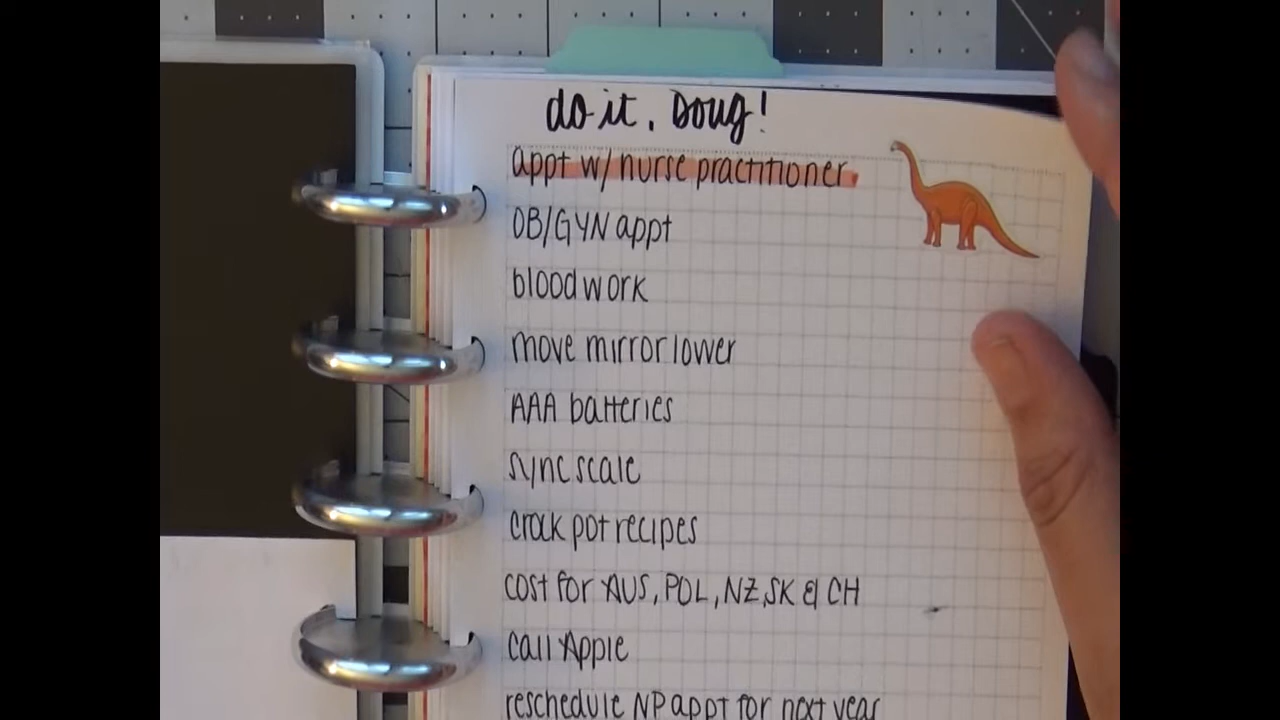 do it, Doug!
appt w/ nurse practitioner
OB/GYN appt
bloodwork
move mirror lower
AAA batteries
sync scale
crock pot recipes
cost for AUS, POL, NZ, SK & CH
call Apple
reschedule NP appt for next year